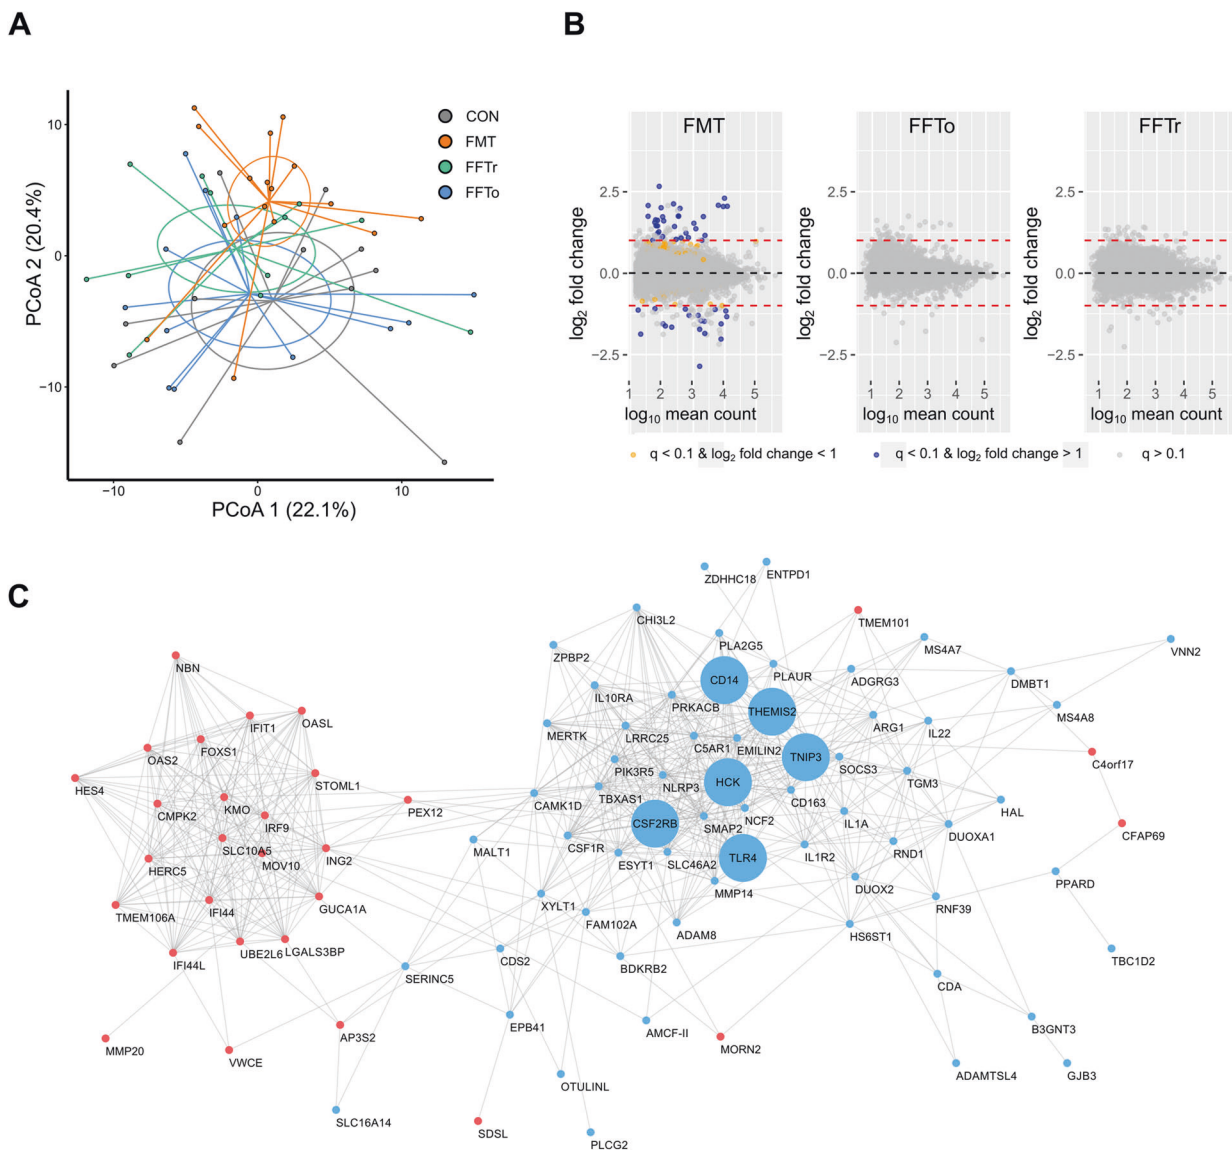 A
B
CON
FMT
FFTr
FFTo
10
0
−10
−10
0
10
PCoA 2 (20.4%)
PCoA 1 (22.1%)
FMT
FFTo
FFTr
log2 fold change
log2 fold change
log2 fold change
2.5
0.0
−2.5
2.5
0.0
−2.5
2.5
0.0
−2.5
1 2 3 4 5
1 2 3 4 5
1 2 3 4 5
log10 mean count
log10 mean count
log10 mean count
q < 0.1 & log2 fold change < 1
q < 0.1 & log2 fold change > 1
q > 0.1
C
ZDHHC18
ENTPD1
CHI3L2
TMEM101
PLA2G5
MS4A7
VNN2
ZPBP2
NBN
CD14
PLAUR
ADGRG3
DMBT1
IL10RA
PRKACB
THEMIS2
MS4A8
OASL
IFIT1
ARG1
IL22
MERTK
LRRC25
C5AR1
EMILIN2
FOXS1
OAS2
TNIP3
SOCS3
C4orf17
PIK3R5
STOML1
HES4
NLRP3
HCK
TGM3
TBXAS1
CD163
CAMK1D
KMO
CMPK2
PEX12
HAL
NCF2
IL1A
IRF9
CSF2RB
SMAP2
DUOXA1
CFAP69
SLC10A5
CSF1R
MALT1
RND1
ING2
ESYT1
SLC46A2
TLR4
IL1R2
MOV10
HERC5
DUOX2
PPARD
MMP14
XYLT1
RNF39
GUCA1A
TMEM106A
IFI44
FAM102A
ADAM8
HS6ST1
UBE2L6
LGALS3BP
IFI44L
CDS2
BDKRB2
TBC1D2
SERINC5
CDA
EPB41
AMCF-II
B3GNT3
AP3S2
MORN2
MMP20
VWCE
ADAMTSL4
GJB3
OTULINL
SLC16A14
SDSL
PLCG2